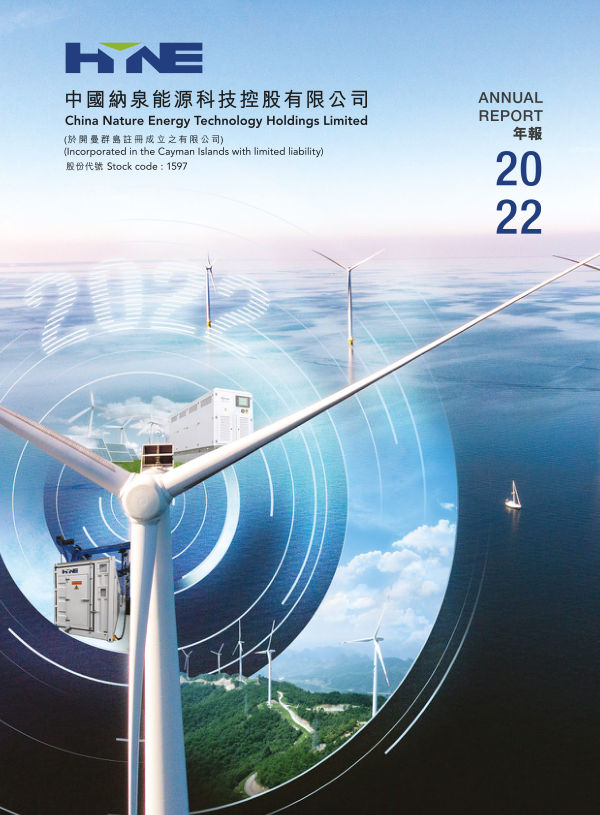 HYNE
中國納泉能源科技控股有限公司
China Nature Energy Technology Holdings Limited
(於開曼群島註冊成立之有限公司)
(Incorporated in the Cayman Islands with limited liability)
股份代號 Stock code : 1597
ANNUAL
REPORT
年報
20
22
2022
HYNE